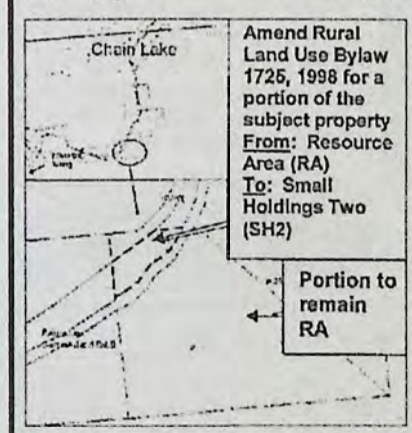 Chain Lake
Amend Rural
Land Use Bylaw
1725, 1998 for a
portion of the
subject property
From: Resource
Area (RA)
To: Small
Holdings Two
(SH2)
Portion to
remain
RA